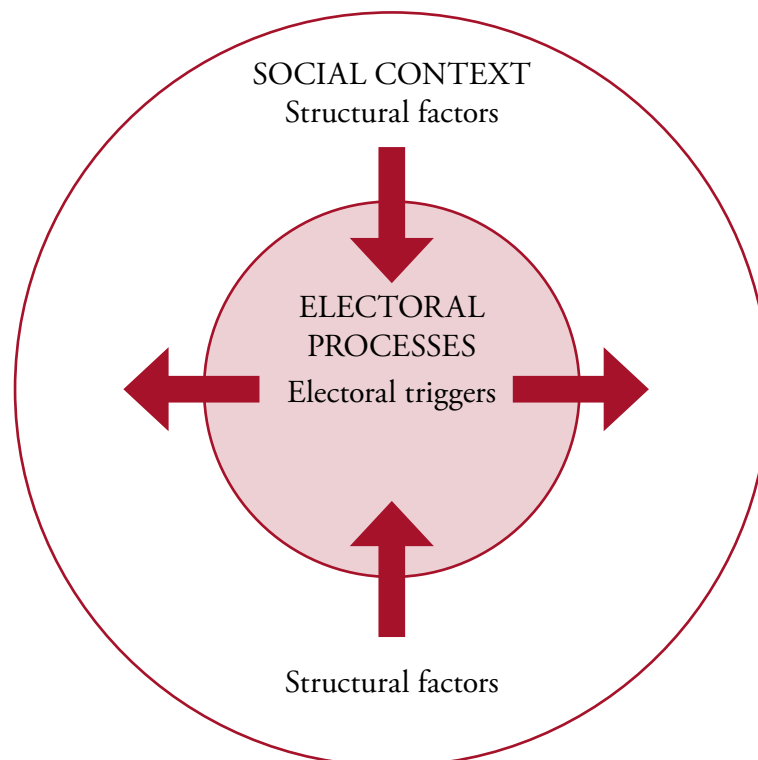 SOCIAL CONTEXT
Structural factors
ELECTORAL
PROCESSES
Electoral triggers
Structural factors